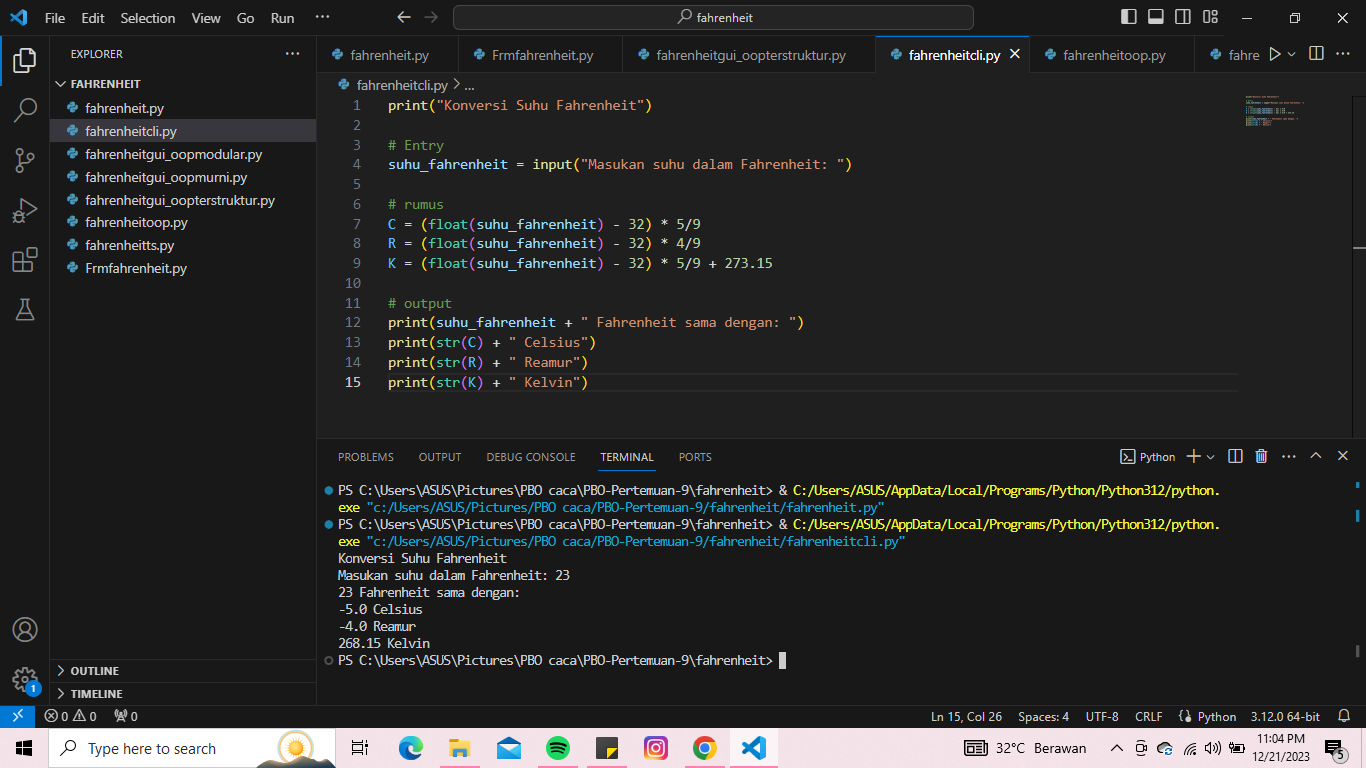 File Edit Selection View Go Run ··· fahrenheit
EXPLORER ···
FAHRENHEIT
fahrenheit.py
fahrenheitcli.py
fahrenheitgui_oopmodular.py
fahrenheitgui_oopmurni.py
fahrenheitgui_oopterstruktur.py
fahrenheitoop.py
fahrenheitts.py
Frmfahrenheit.py
OUTLINE
TIMELINE
fahrenheit.py Frmfahrenheit.py fahrenheitgui_oopterstruktur.py fahrenheitcli.py fahrenheitoop.py fahre ···
fahrenheitcli.py > ...
1 print("Konversi Suhu Fahrenheit")
2
3 # Entry
4 suhu_fahrenheit = input("Masukan suhu dalam Fahrenheit: ")
5
6 # rumus
7 C = (float(suhu_fahrenheit) - 32) * 5/9
8 R = (float(suhu_fahrenheit) - 32) * 4/9
9 K = (float(suhu_fahrenheit) - 32) * 5/9 + 273.15
10
11 # output
12 print(suhu_fahrenheit + " Fahrenheit sama dengan: ")
13 print(str(C) + " Celsius")
14 print(str(R) + " Reamur")
15 print(str(K) + " Kelvin")
PROBLEMS OUTPUT DEBUG CONSOLE TERMINAL PORTS Python ···
PS C:\Users\ASUS\Pictures\PBO caca\PBO-Pertemuan-9\fahrenheit> & C:/Users/ASUS/AppData/Local/Programs/Python/Python312/python.
exe "c:/Users/ASUS/Pictures/PBO caca/PBO-Pertemuan-9/fahrenheit/fahrenheit.py"
PS C:\Users\ASUS\Pictures\PBO caca\PBO-Pertemuan-9\fahrenheit> & C:/Users/ASUS/AppData/Local/Programs/Python/Python312/python.
exe "c:/Users/ASUS/Pictures/PBO caca/PBO-Pertemuan-9/fahrenheit/fahrenheitcli.py"
Konversi Suhu Fahrenheit
Masukan suhu dalam Fahrenheit: 23
23 Fahrenheit sama dengan:
-5.0 Celsius
-4.0 Reamur
268.15 Kelvin
PS C:\Users\ASUS\Pictures\PBO caca\PBO-Pertemuan-9\fahrenheit>
1
0 0 0 Ln 15, Col 26 Spaces: 4 UTF-8 CRLF Python 3.12.0 64-bit
Type here to search 32°C Berawan 11:04 PM
12/21/2023 5